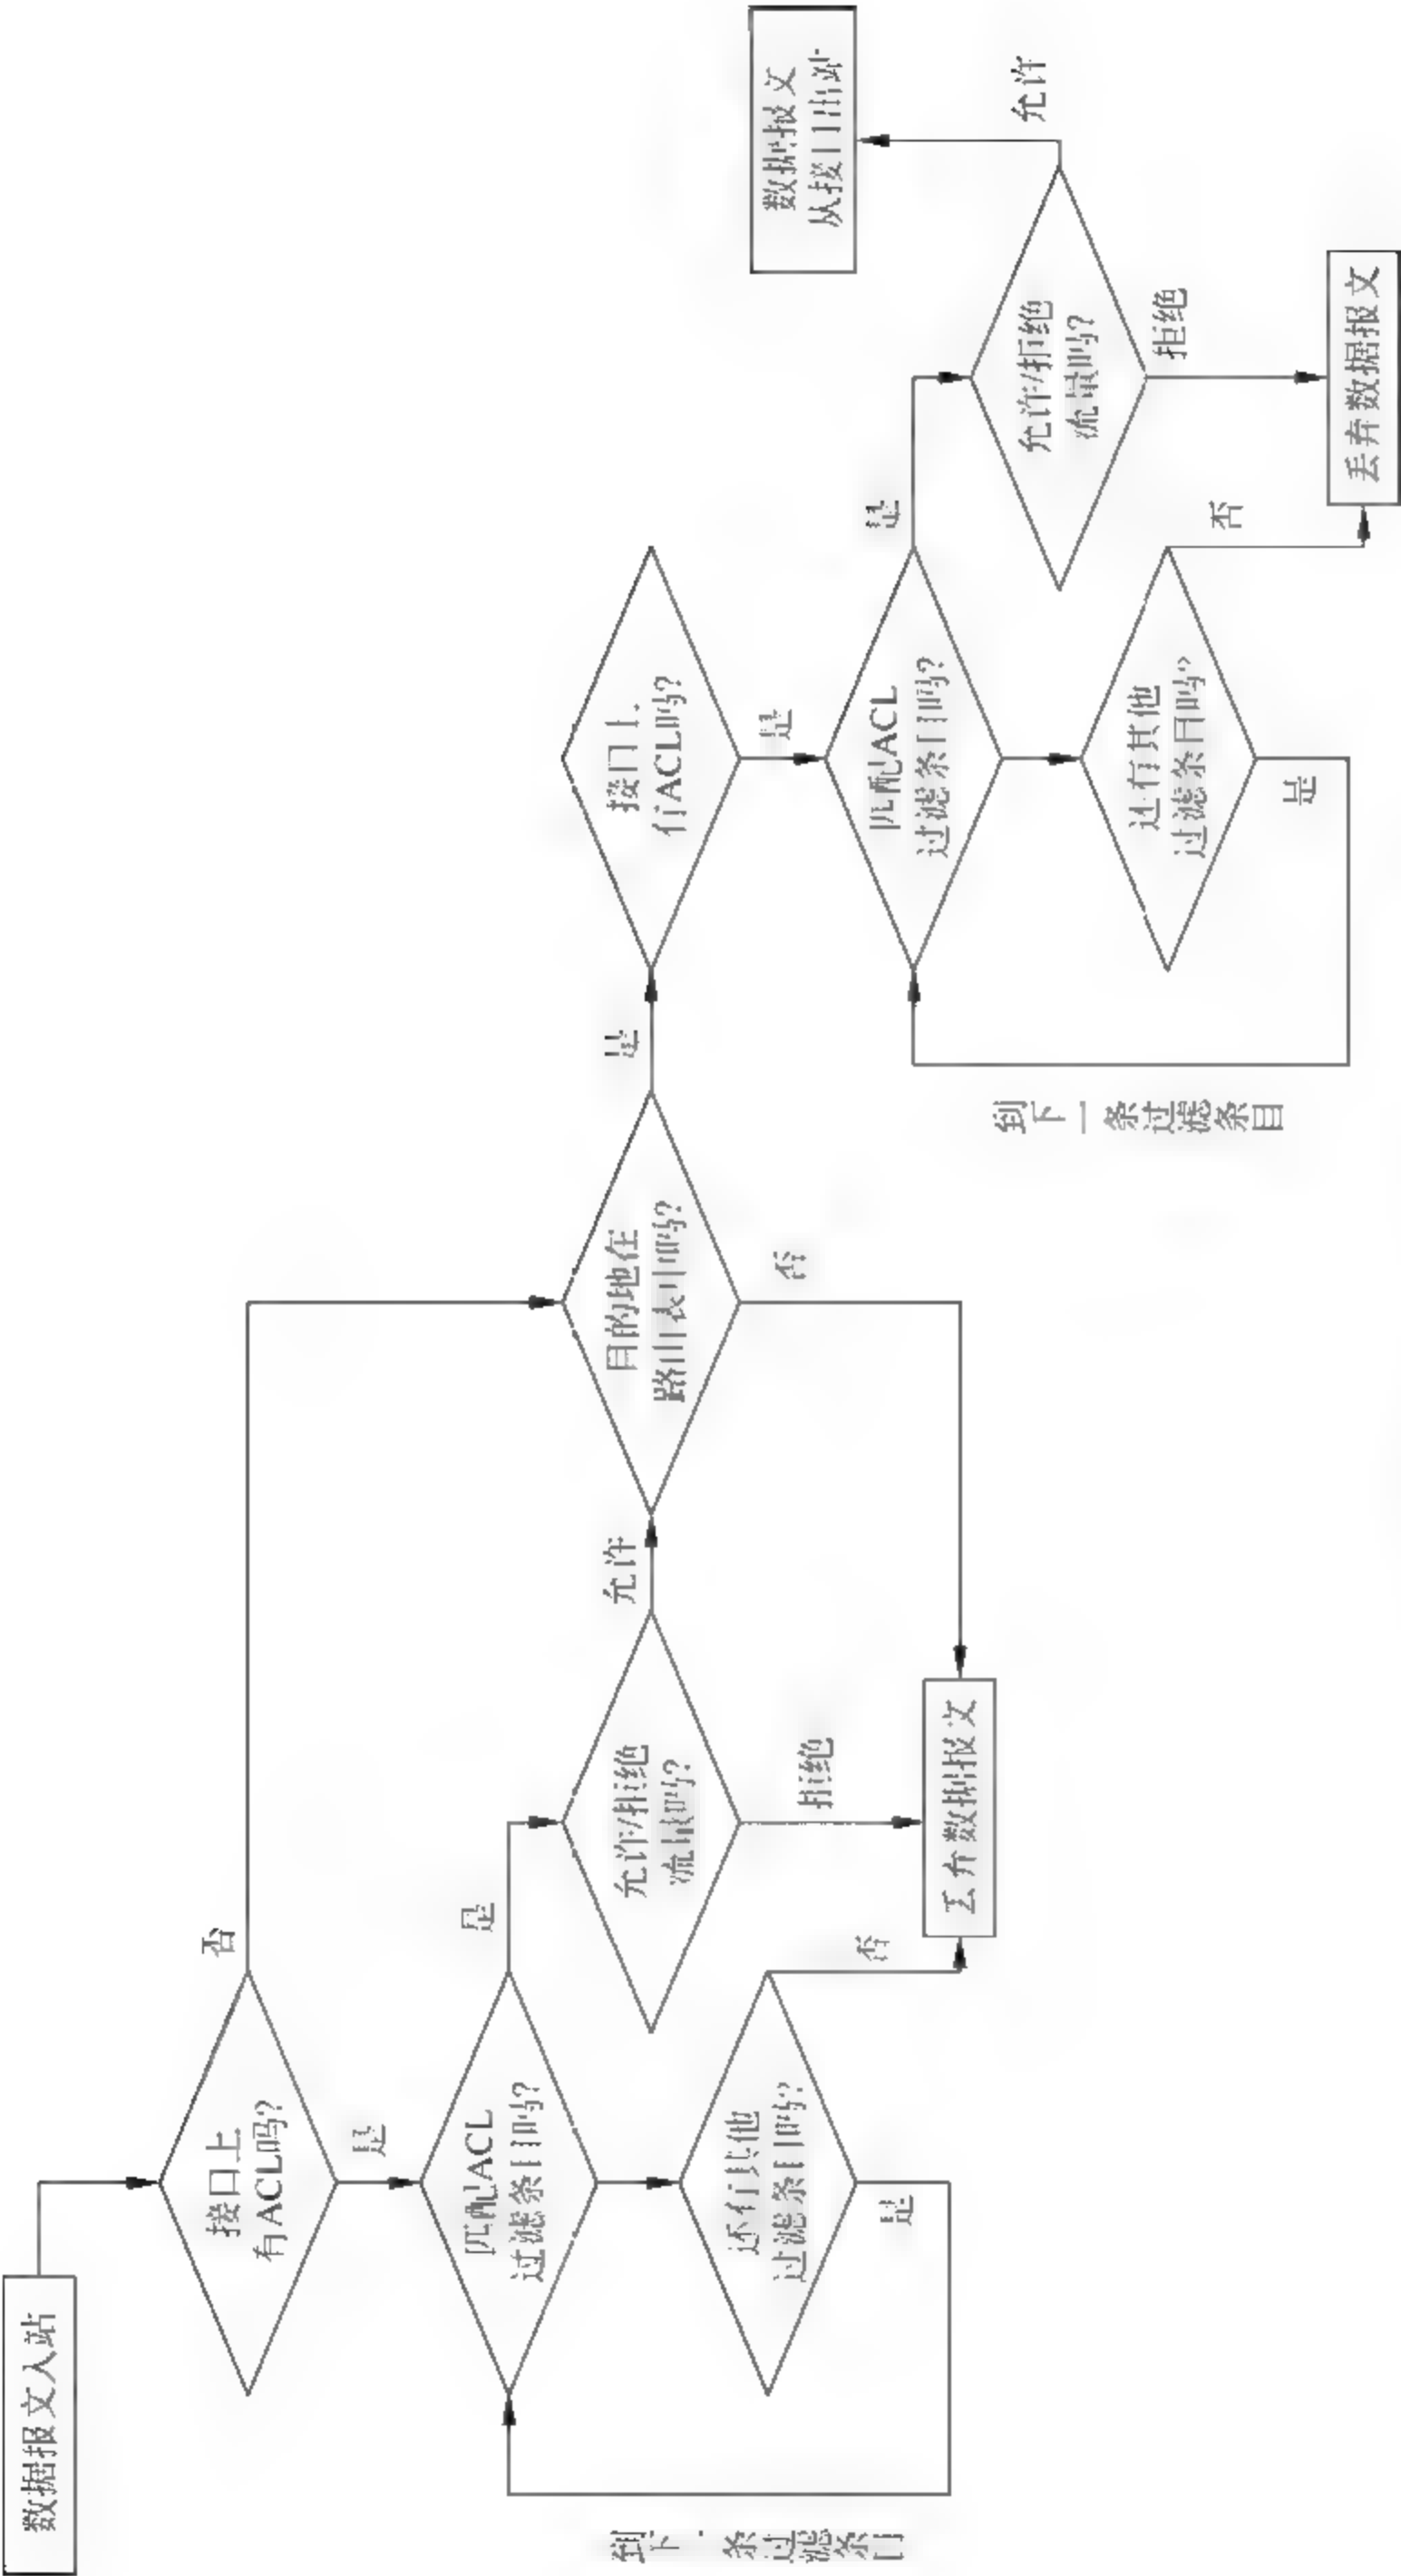 数据报文入站
接口上
有ACL吗?
否
是
匹配ACL
过滤条目吗?
是
还有其他
过滤条目吗?
是
否
到下一条过滤条目
允许/拒绝
流量吗?
允许
拒绝
丢弃数据报文
目的地在
路由表中吗?
否
是
接口上
有ACL吗?
是
匹配ACL
过滤条目吗?
是
还有其他
过滤条目吗?
是
否
到下一条过滤条目
允许/拒绝
流量吗?
允许
拒绝
数据报文
从接口出站
丢弃数据报文